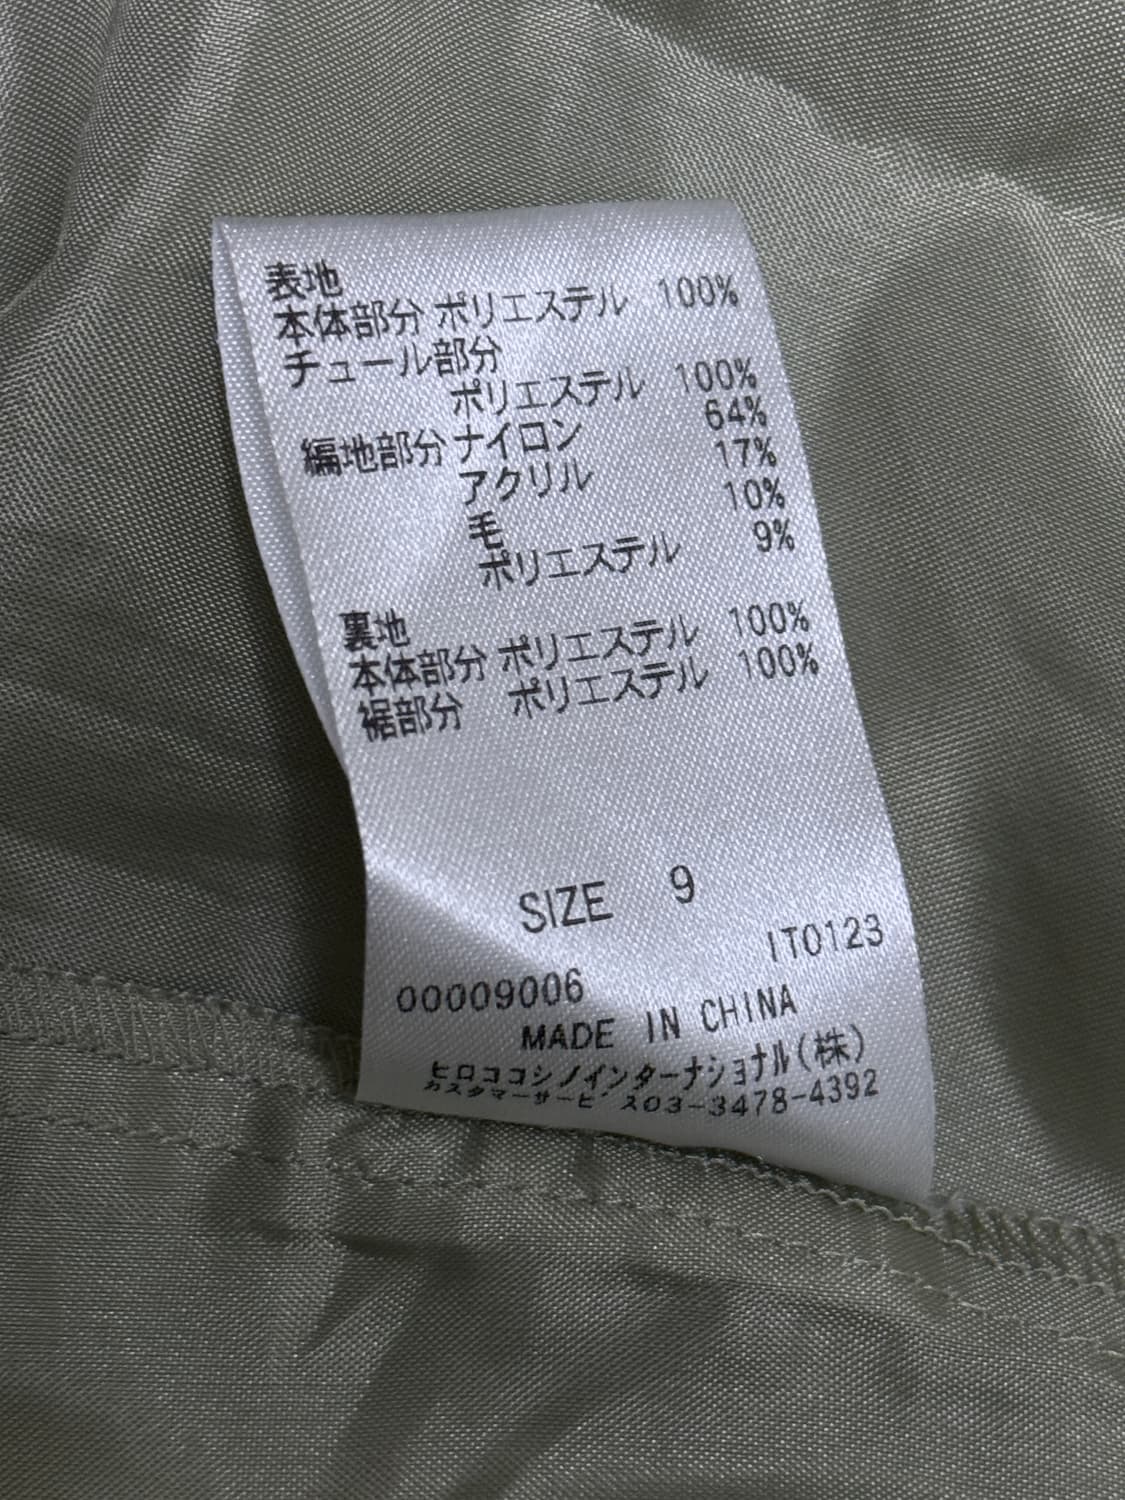 表地
本体部分 ポリエステル 100%
チュール部分
ポリエステル 100%
編地部分 ナイロン 64%
アクリル 17%
毛 10%
ポリエステル 9%
裏地
本体部分 ポリエステル 100%
裾部分 ポリエステル 100%
SIZE 9
IT0123
00009006
MADE IN CHINA
ヒロココシノインターナショナル(株)
カスタマーサービス03-3478-4392